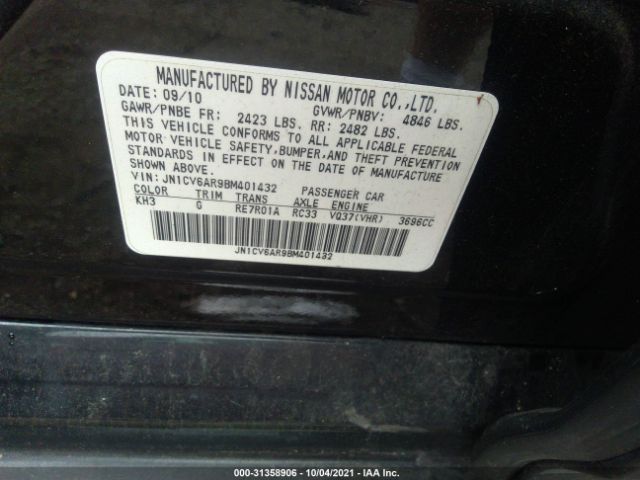 MANUFACTURED BY NISSAN MOTOR CO.,LTD.
DATE: 09/10 GVWR/PNBV: 4846 LBS.
GAWR/PNBE FR: 2423 LBS. RR: 2482 LBS.
THIS VEHICLE CONFORMS TO ALL APPLICABLE FEDERAL
MOTOR VEHICLE SAFETY,BUMPER,AND THEFT PREVENTION
STANDARDS IN EFFECT ON THE DATE OF MANUFACTURE
SHOWN ABOVE.
VIN: JN1CV6AR9BM401432 PASSENGER CAR
COLOR TRIM TRANS AXLE ENGINE
KH3 G RE7R01A RC33 VQ37(VHR) 3696CC
JN1CV6AR9BM401432
000-31358906 - 10/04/2021 - IAA Inc.